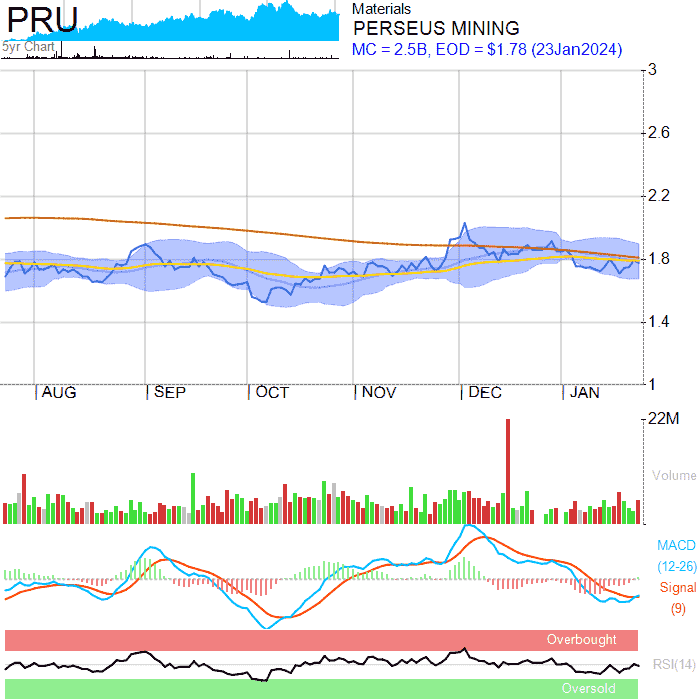 PRU
5yr Chart
Materials
PERSEUS MINING
MC = 2.5B, EOD = $1.78 (23Jan2024)
3
2.6
2.2
1.8
1.4
1
AUG SEP OCT NOV DEC JAN
22M
Volume
MACD
(12-26)
Signal
(9)
Overbought
RSI(14)
Oversold